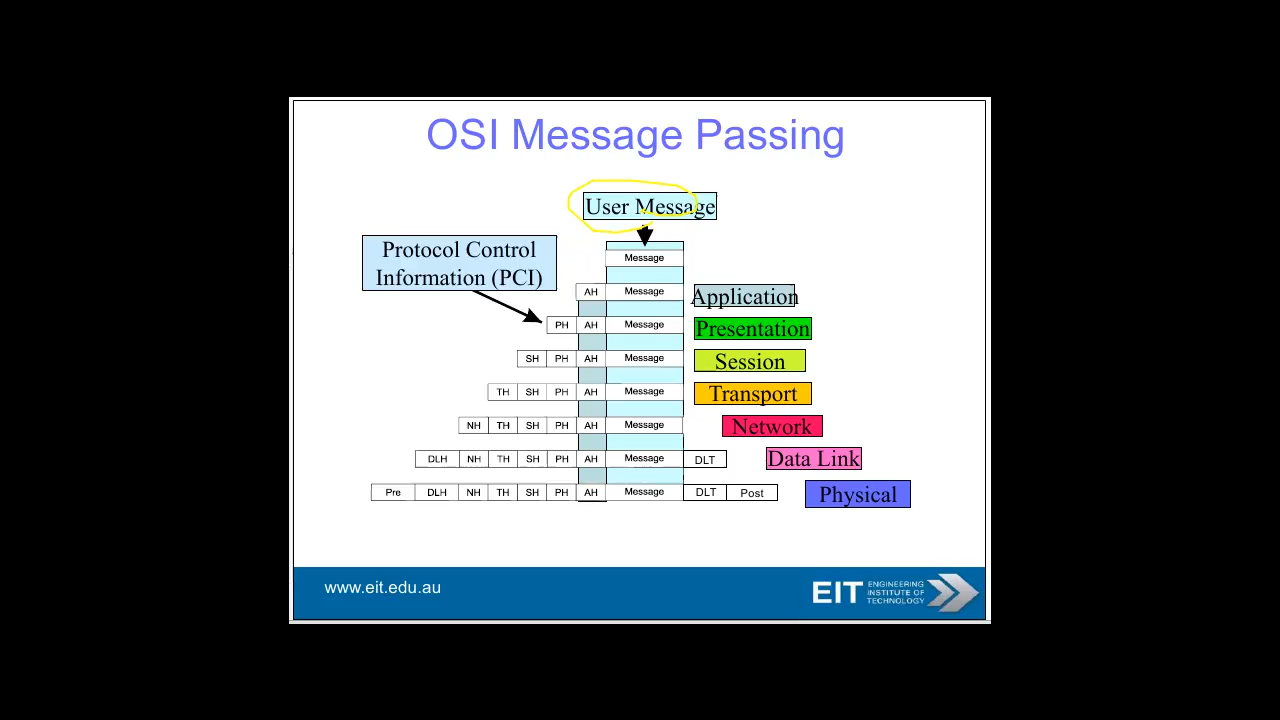 OSI Message Passing
User Message
Protocol Control
Information (PCI)
Message
AH Message Application
PH AH Message Presentation
SH PH AH Message Session
TH SH PH AH Message Transport
NH TH SH PH AH Message Network
DLH NH TH SH PH AH Message DLT Data Link
Pre DLH NH TH SH PH AH Message DLT Post Physical
www.eit.edu.au
EIT
ENGINEERING
INSTITUTE OF
TECHNOLOGY